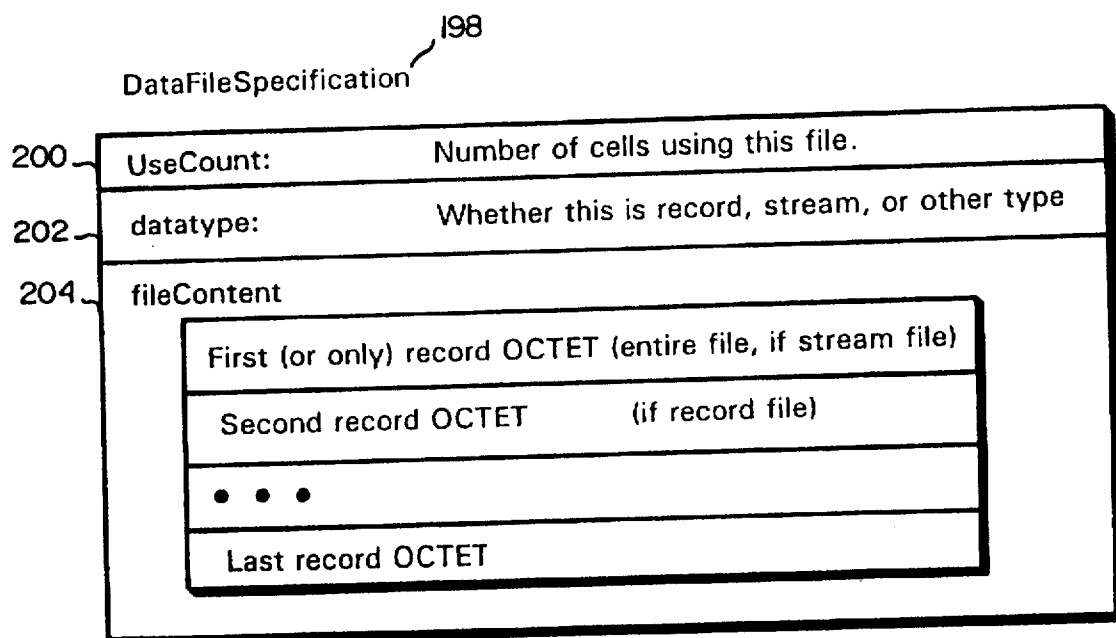 198
DataFileSpecification
200 UseCount: Number of cells using this file.
202 datatype: Whether this is record, stream, or other type
204 fileContent
First (or only) record OCTET (entire file, if stream file)
Second record OCTET (if record file)
• • •
Last record OCTET